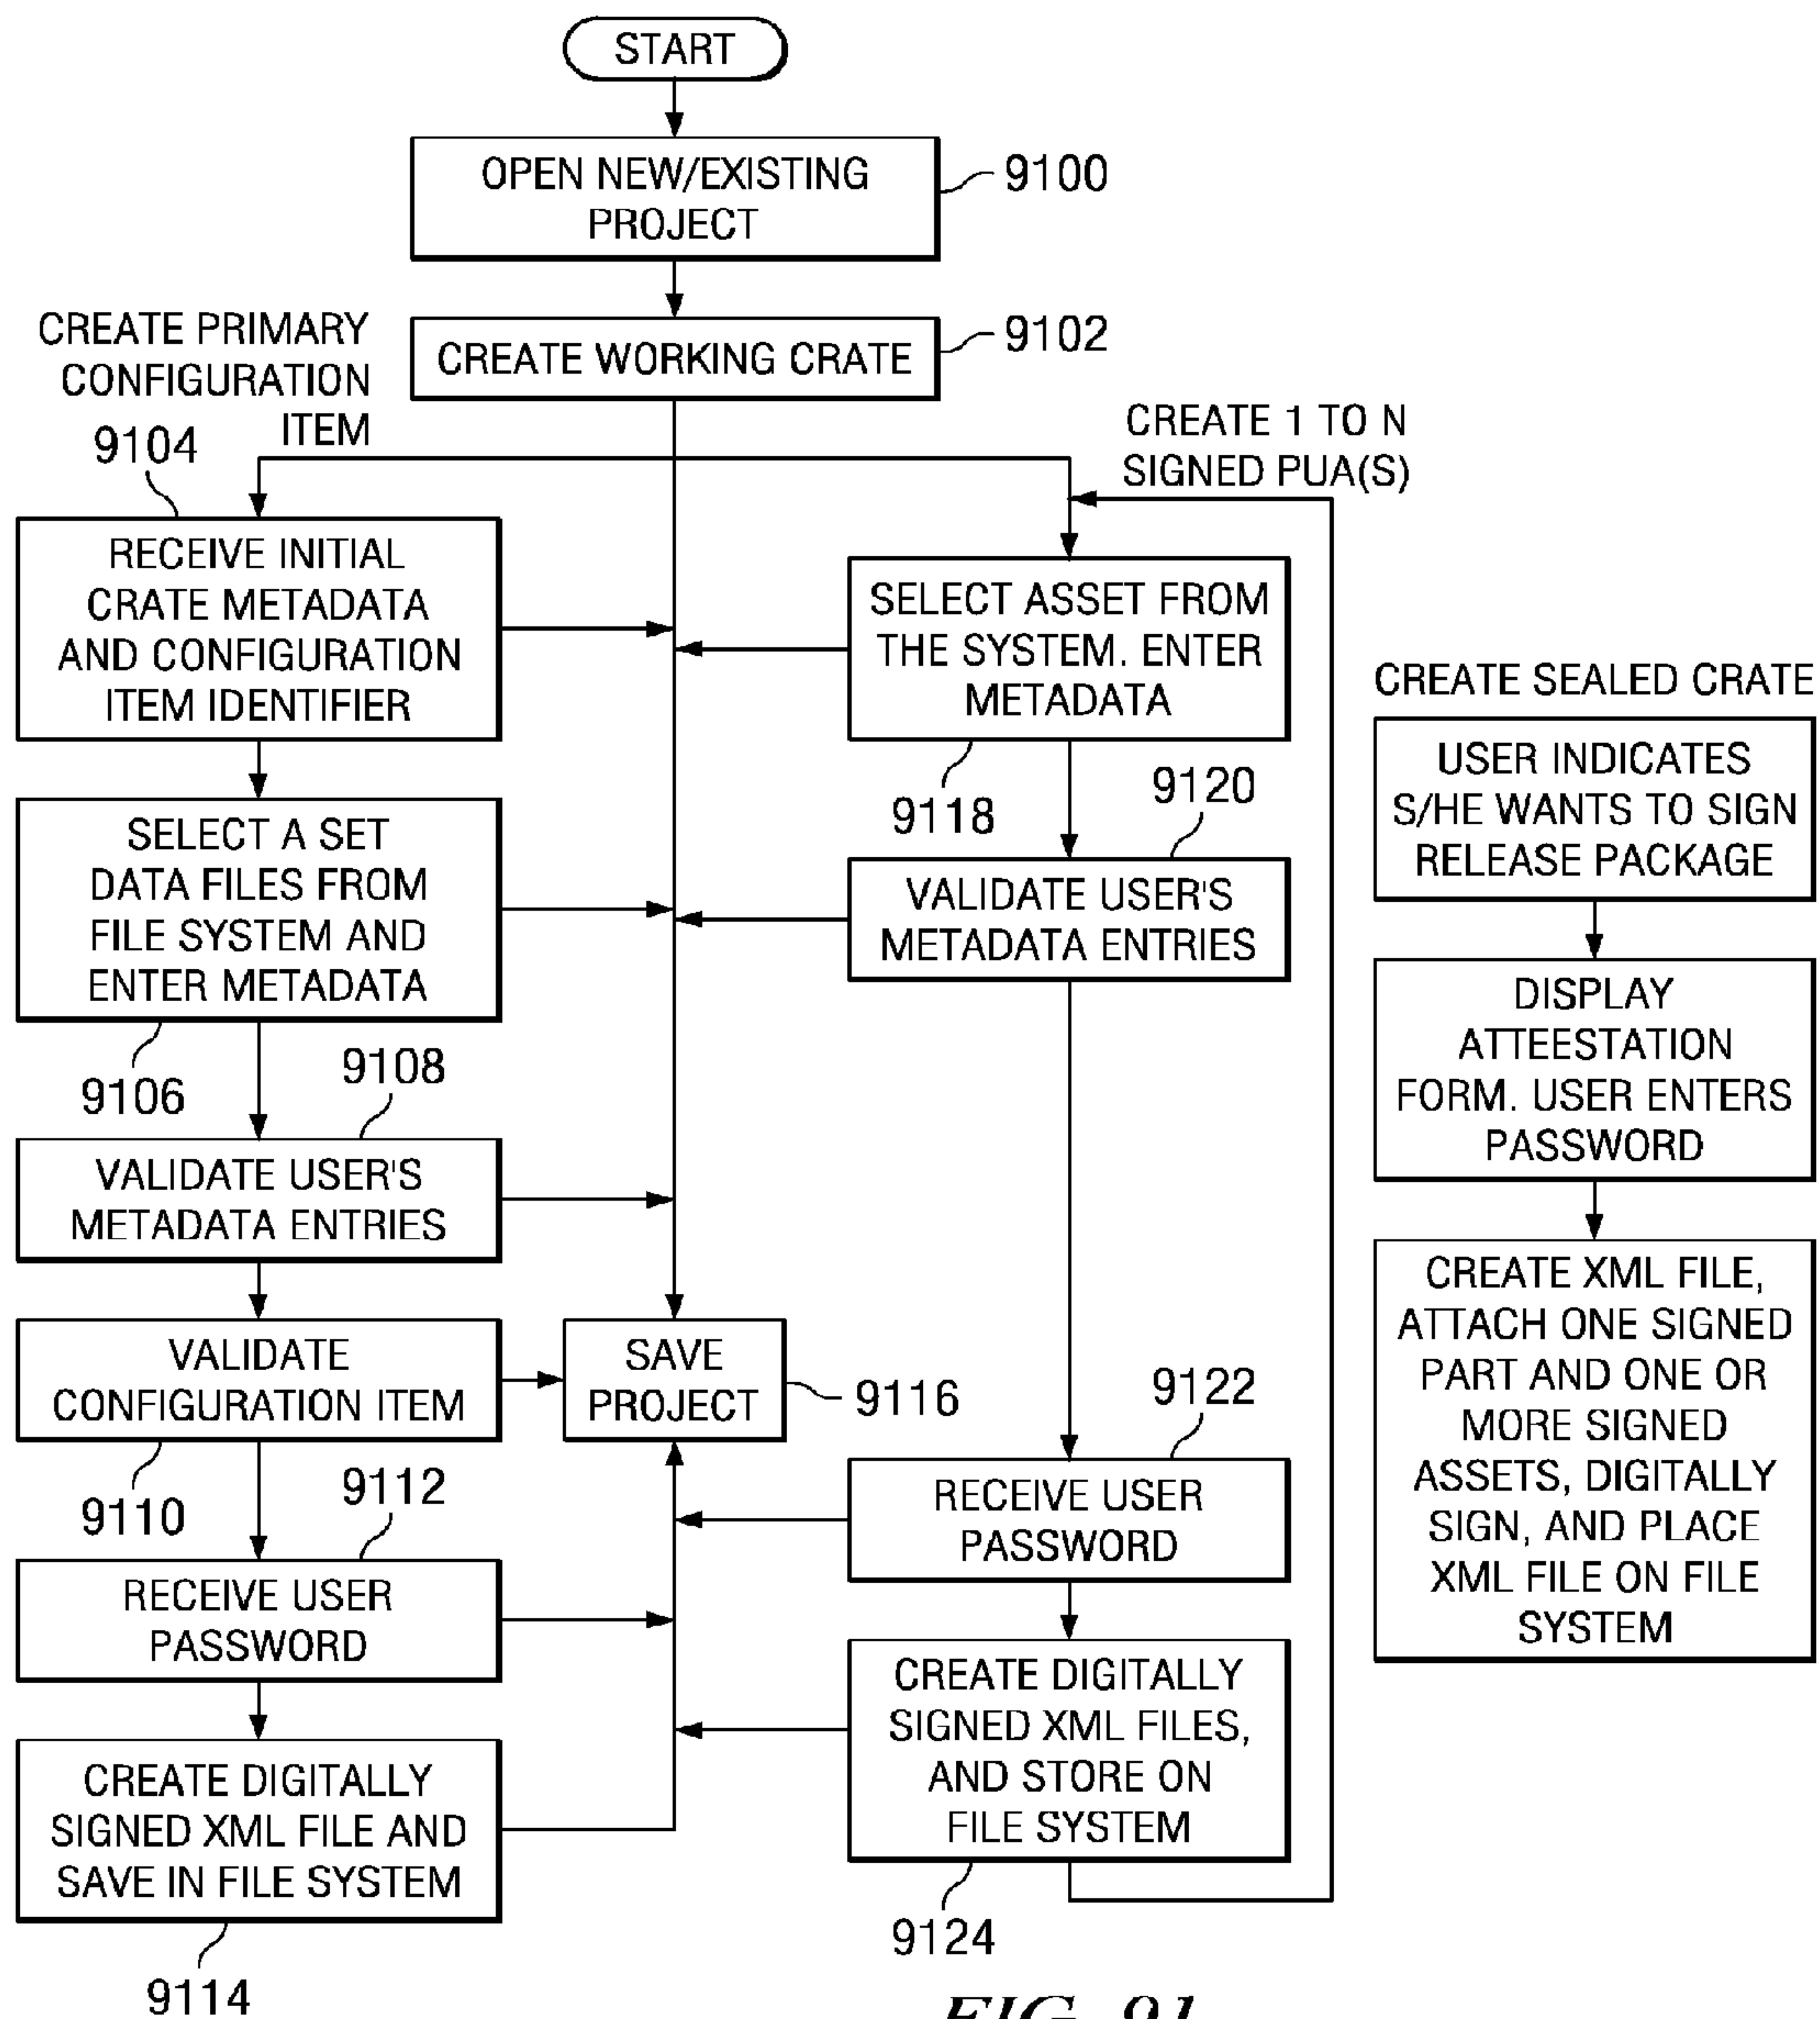 START
OPEN NEW/EXISTING
PROJECT
9100
CREATE WORKING CRATE
9102
CREATE PRIMARY
CONFIGURATION
ITEM
9104
RECEIVE INITIAL
CRATE METADATA
AND CONFIGURATION
ITEM IDENTIFIER
SELECT A SET
DATA FILES FROM
FILE SYSTEM AND
ENTER METADATA
9106
9108
VALIDATE USER'S
METADATA ENTRIES
VALIDATE
CONFIGURATION ITEM
9110
9112
RECEIVE USER
PASSWORD
CREATE DIGITALLY
SIGNED XML FILE AND
SAVE IN FILE SYSTEM
9114
SAVE
PROJECT
9116
CREATE 1 TO N
SIGNED PUA(S)
SELECT ASSET FROM
THE SYSTEM. ENTER
METADATA
9118
9120
VALIDATE USER'S
METADATA ENTRIES
9122
RECEIVE USER
PASSWORD
CREATE DIGITALLY
SIGNED XML FILES,
AND STORE ON
FILE SYSTEM
9124
CREATE SEALED CRATE
USER INDICATES
S/HE WANTS TO SIGN
RELEASE PACKAGE
DISPLAY
ATTEESTATION
FORM. USER ENTERS
PASSWORD
CREATE XML FILE,
ATTACH ONE SIGNED
PART AND ONE OR
MORE SIGNED
ASSETS, DIGITALLY
SIGN, AND PLACE
XML FILE ON FILE
SYSTEM
FIG. 91